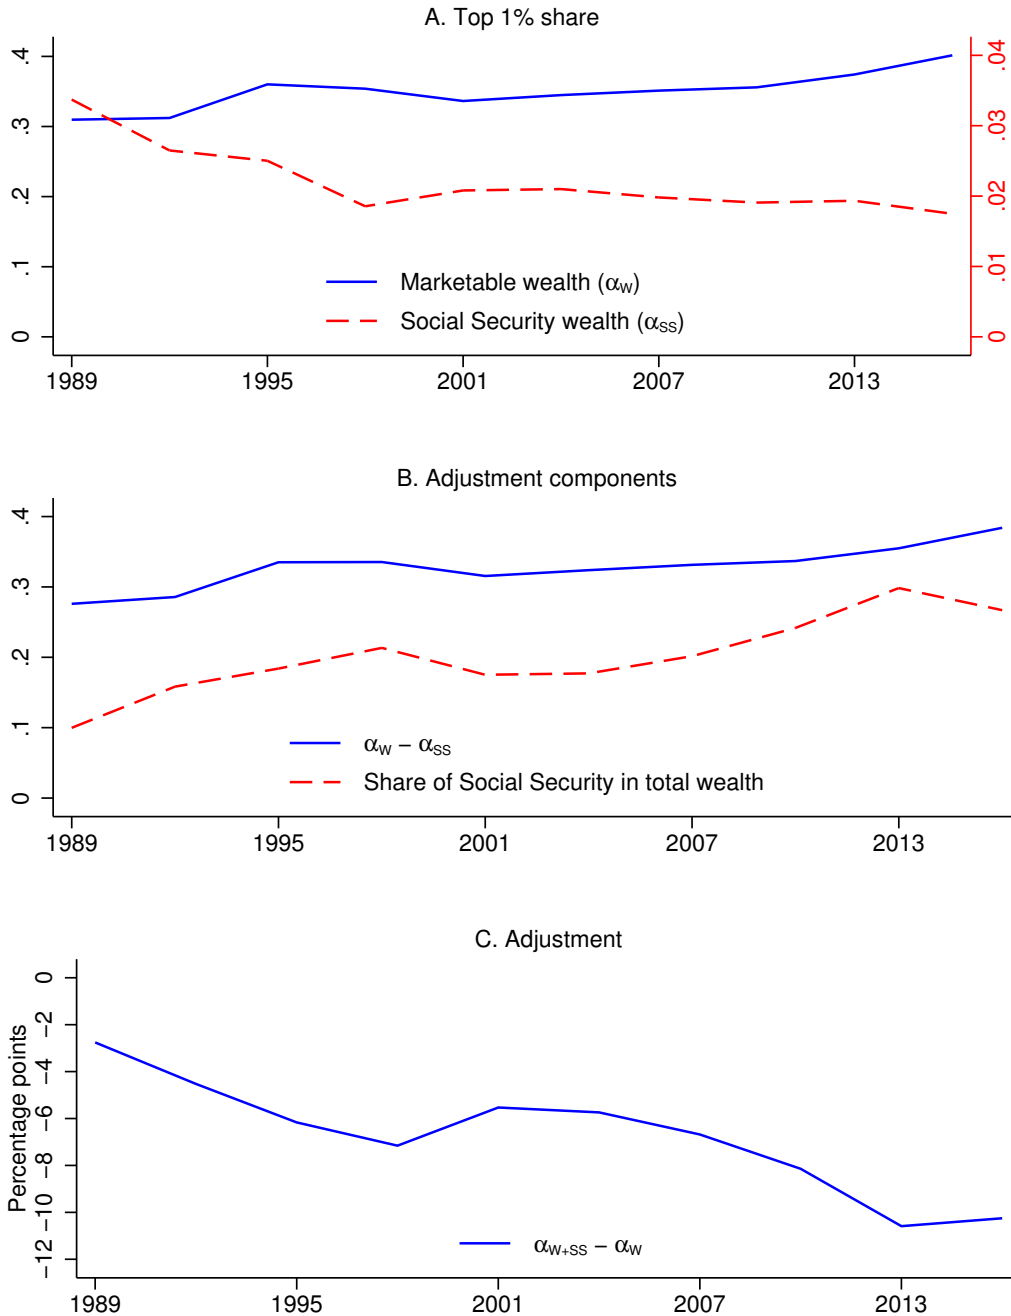 A. Top 1% share
.4
.3
.2
.1
0
.04
.03
.02
.01
0
Marketable wealth (αW)
Social Security wealth (αSS)
1989 1995 2001 2007 2013
B. Adjustment components
.4
.3
.2
.1
0
αW − αSS
Share of Social Security in total wealth
1989 1995 2001 2007 2013
C. Adjustment
Percentage points
0
−2
−4
−6
−8
−10
−12
αW+SS − αW
1989 1995 2001 2007 2013